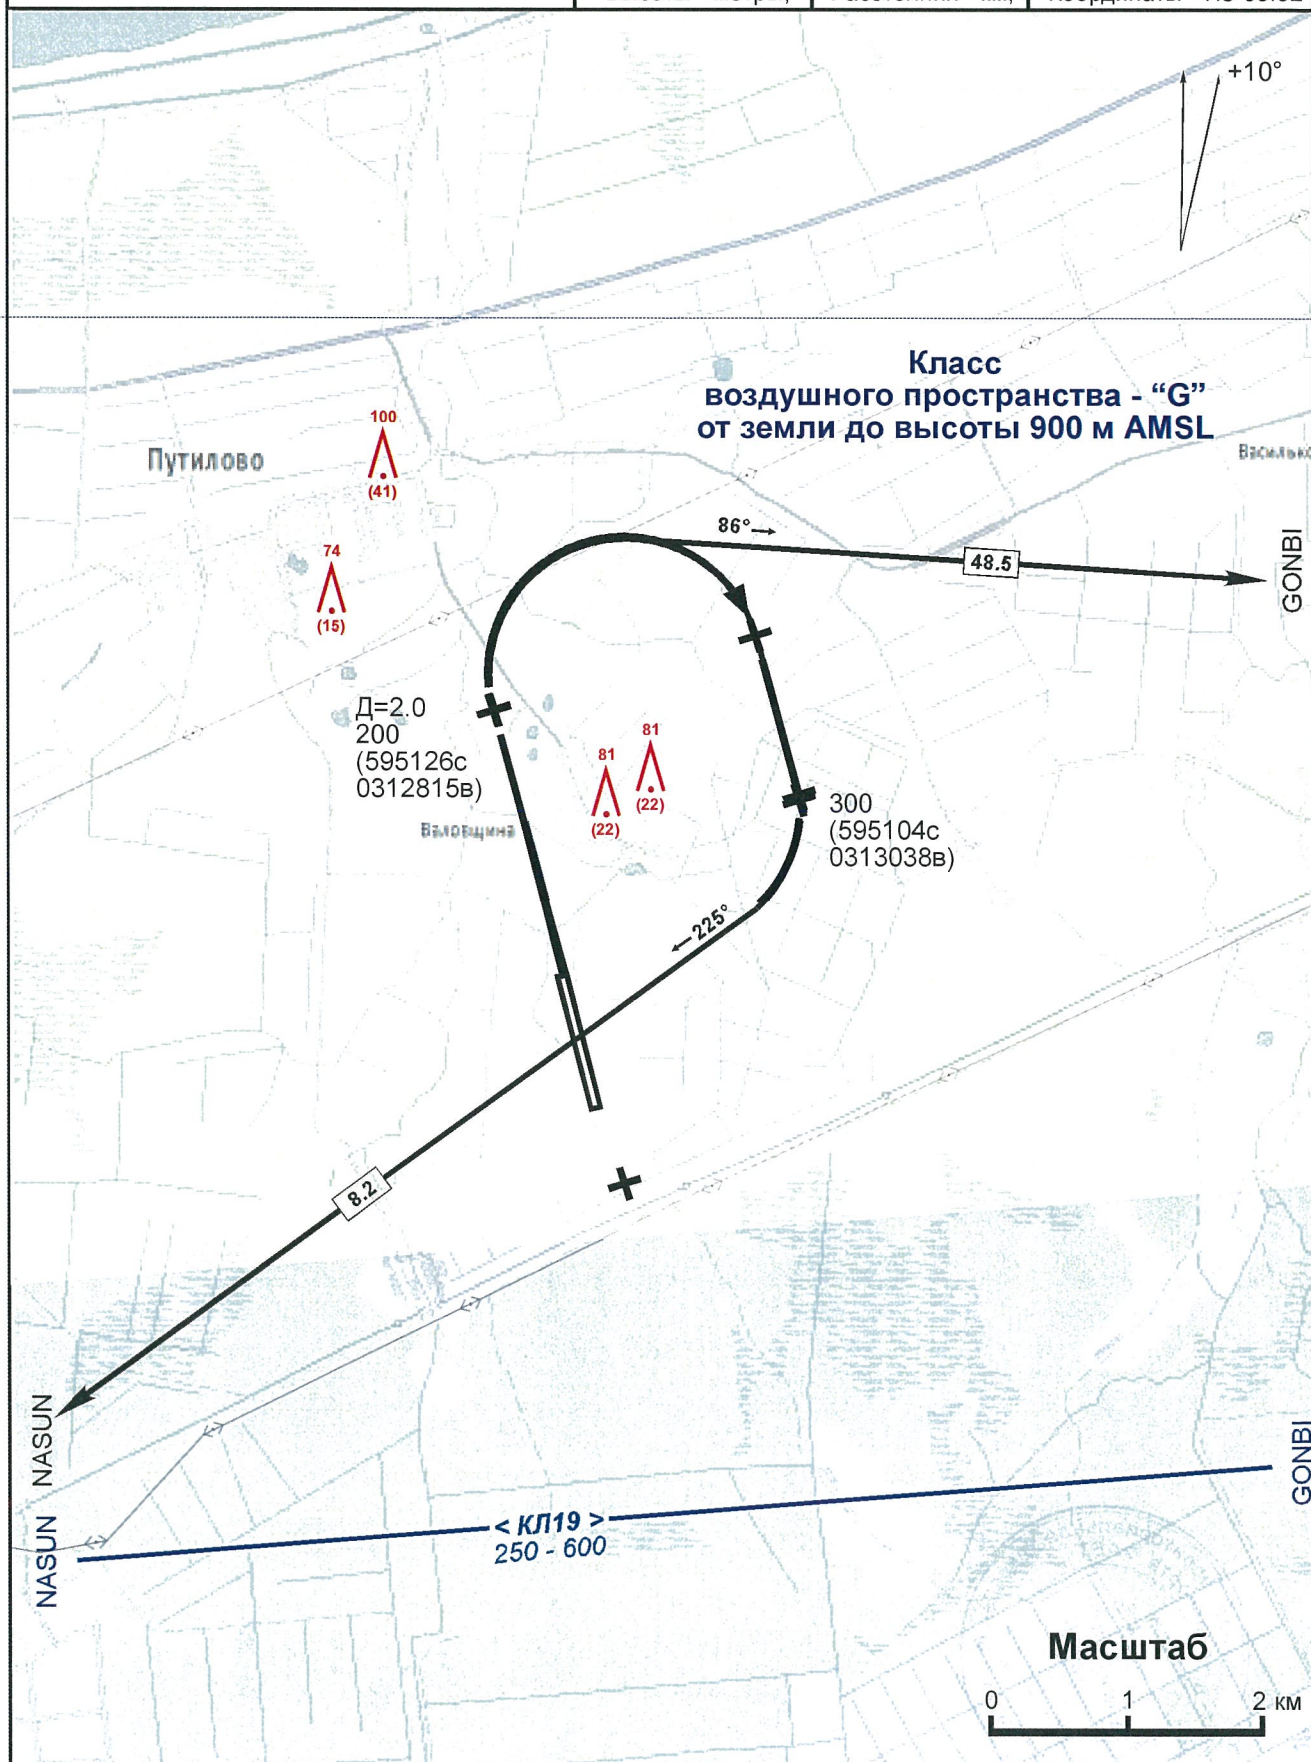 +10°
Класс
воздушного пространства - “G”
от земли до высоты 900 м AMSL
100
(41)
Путилово
74
(15)
86°→
48.5
GONBI
Д=2.0
200
(595126с
0312815в)
81
(22)
81
(22)
Валовщина
300
(595104с
0313038в)
←225°
8.2
NASUN
GONBI
< КЛ19 >
250 - 600
NASUN
Масштаб
0 1 2 км